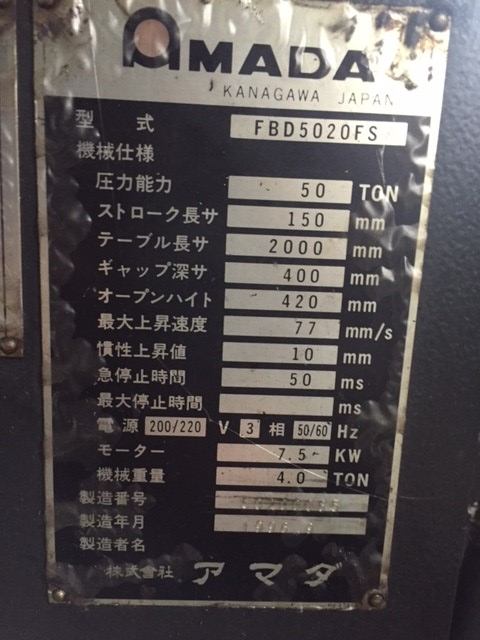 AMADA
KANAGAWA JAPAN
型式 FBD5020FS
機械仕様
圧力能力 50 TON
ストローク長サ 150 mm
テーブル長サ 2000 mm
ギャップ深サ 400 mm
オープンハイト 420 mm
最大上昇速度 77 mm/s
慣性上昇値 10 mm
急停止時間 50 ms
最大停止時間 ms
電源 200/220 V 3 相 50/60 Hz
モーター 7.5 KW
機械重量 4.0 TON
製造番号
製造年月
製造者名
株式会社 アマダ